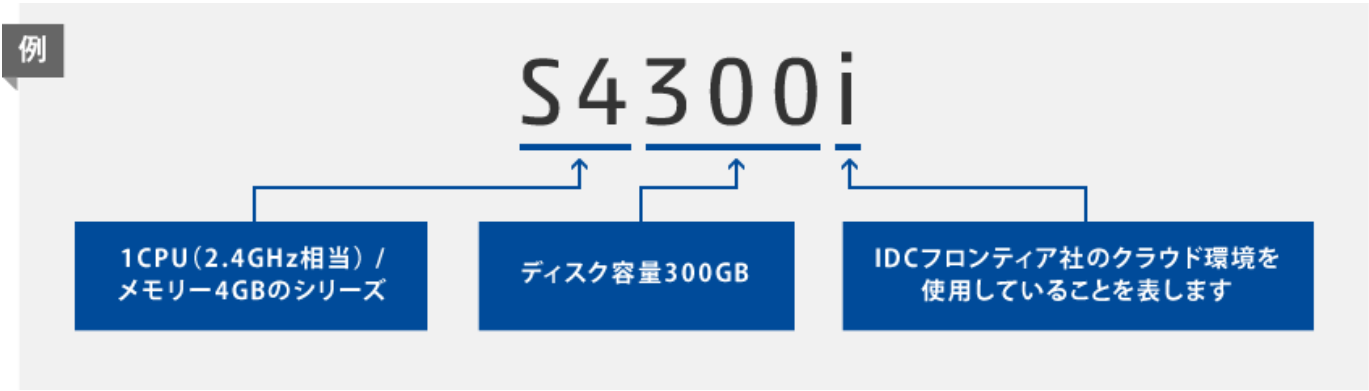 例
S4300i
1CPU（2.4GHz相当）/
メモリー4GBのシリーズ
ディスク容量300GB
IDCフロンティア社のクラウド環境を
使用していることを表します